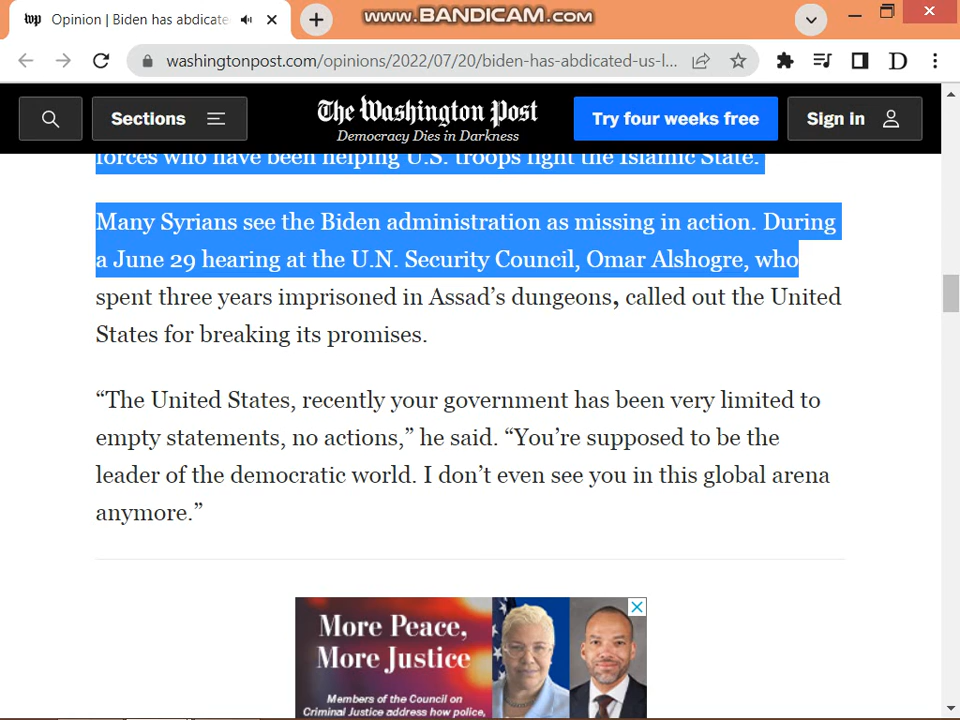 wp Opinion | Biden has abdicate
www.BANDICAM.com
washingtonpost.com/opinions/2022/07/20/biden-has-abdicated-us-l...
D
Sections
The Washington Post
Democracy Dies in Darkness
Try four weeks free
Sign in
forces who have been helping U.S. troops fight the Islamic State.
Many Syrians see the Biden administration as missing in action. During
a June 29 hearing at the U.N. Security Council, Omar Alshogre, who
spent three years imprisoned in Assad’s dungeons, called out the United
States for breaking its promises.
“The United States, recently your government has been very limited to
empty statements, no actions,” he said. “You’re supposed to be the
leader of the democratic world. I don’t even see you in this global arena
anymore.”
More Peace,
More Justice
Members of the Council on
Criminal Justice address how police,